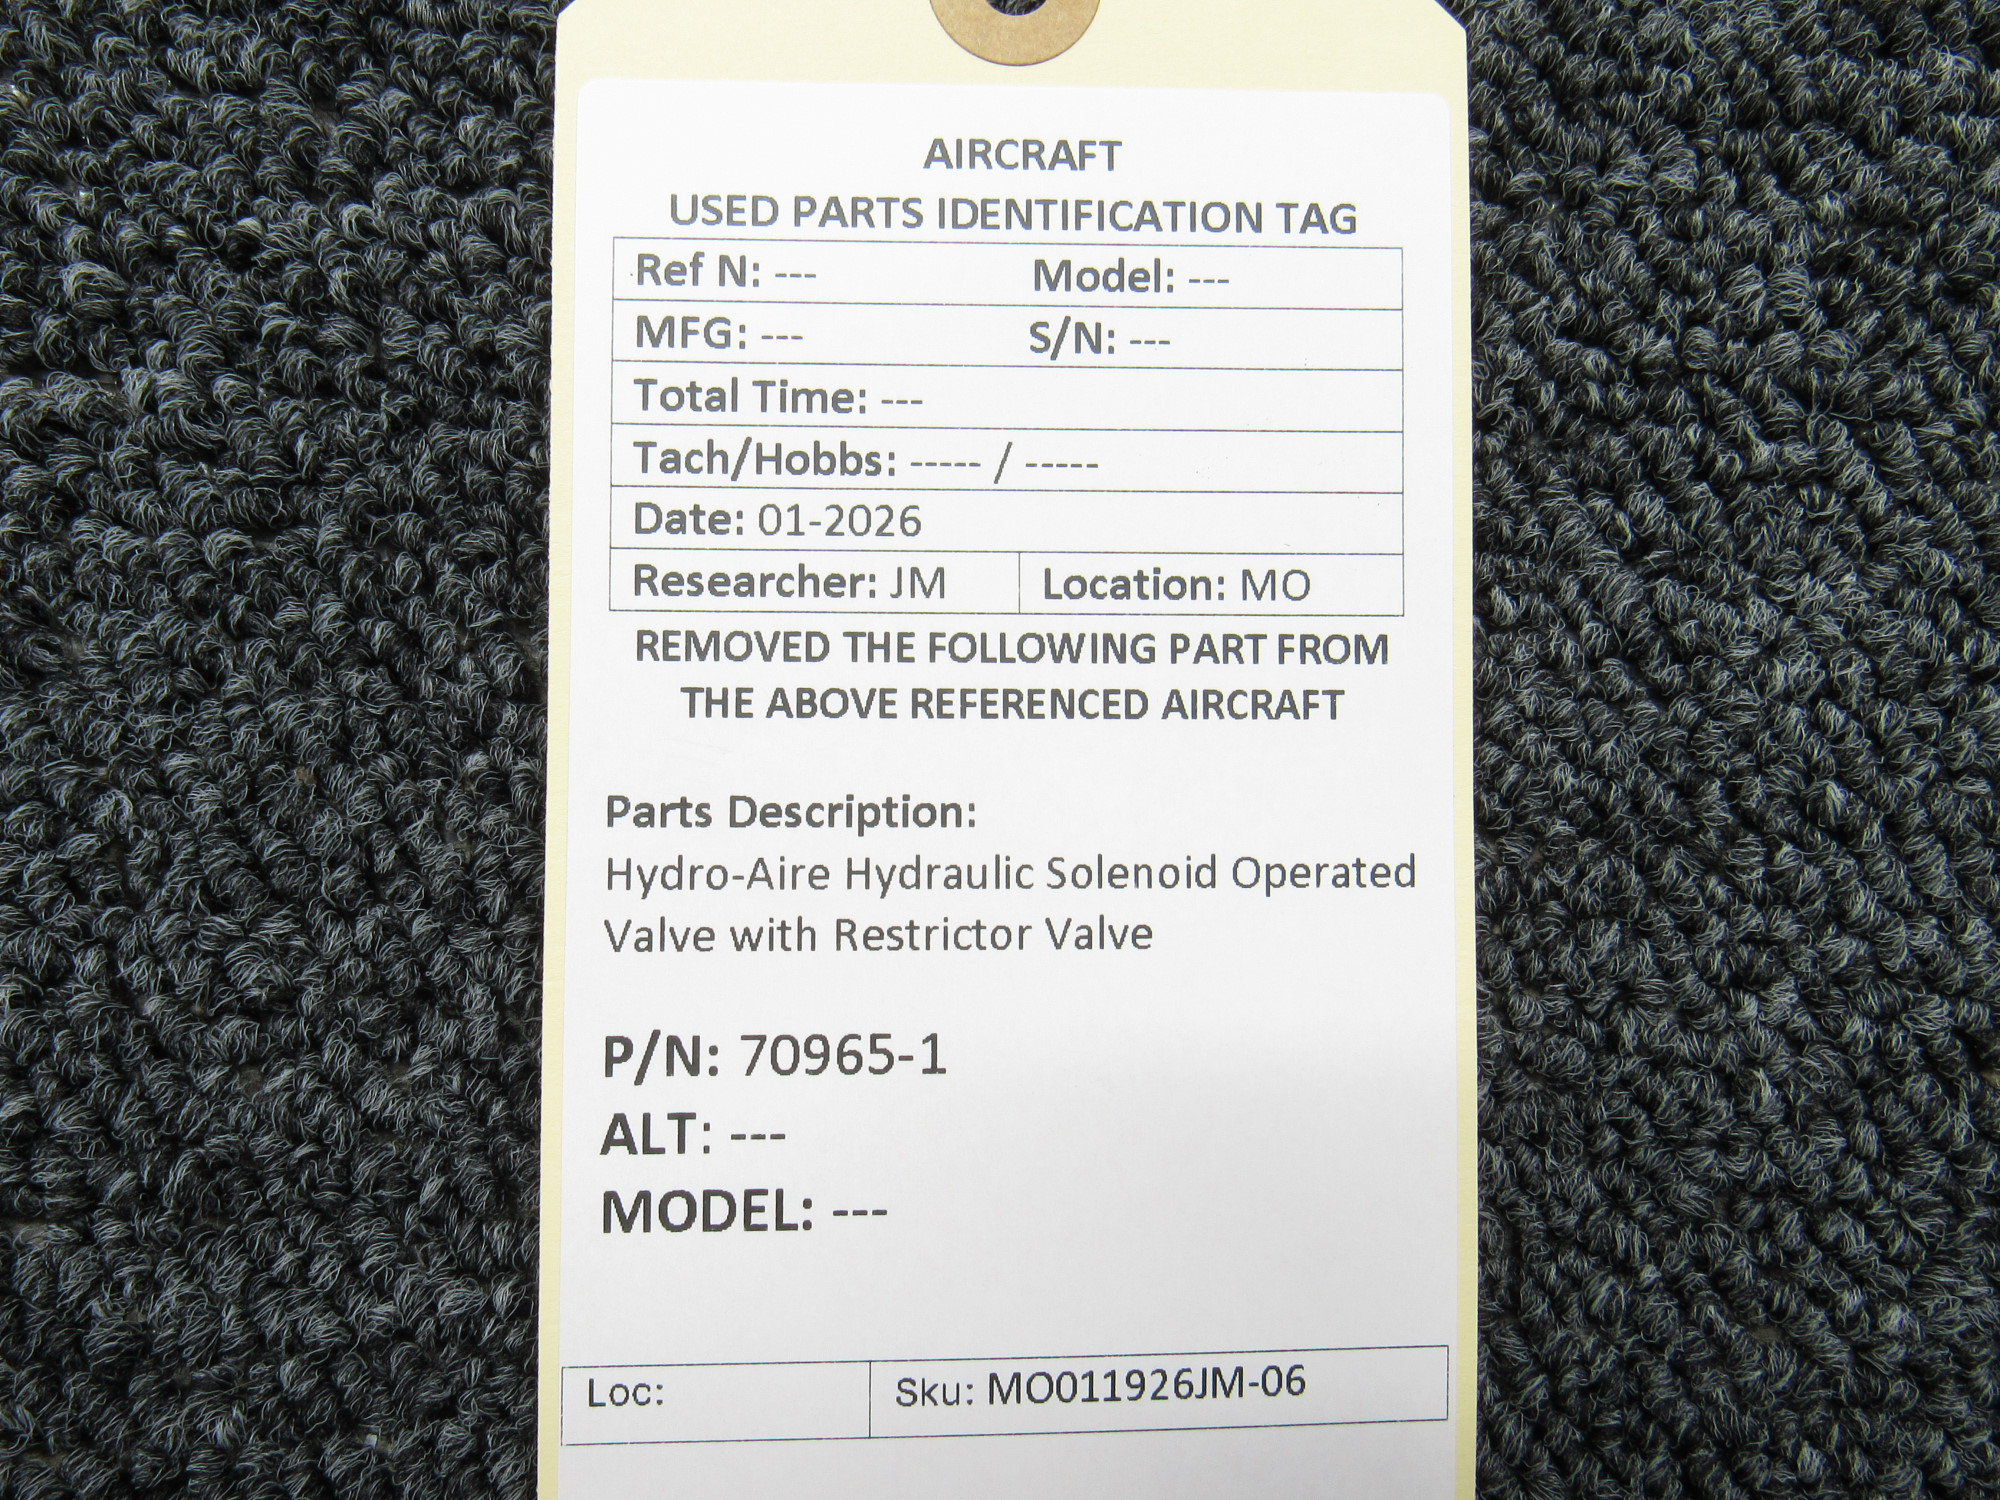 AIRCRAFT
USED PARTS IDENTIFICATION TAG
Ref N: --- Model: ---
MFG: --- S/N: ---
Total Time: ---
Tach/Hobbs: ----- / -----
Date: 01-2026
Researcher: JM Location: MO
REMOVED THE FOLLOWING PART FROM
THE ABOVE REFERENCED AIRCRAFT
Parts Description:
Hydro-Aire Hydraulic Solenoid Operated
Valve with Restrictor Valve
P/N: 70965-1
ALT: ---
MODEL: ---
Loc: Sku: MO011926JM-06